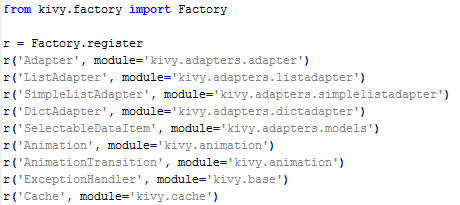 from kivy.factory import Factory
r = Factory.register
r('Adapter', module='kivy.adapters.adapter')
r('ListAdapter', module='kivy.adapters.listadapter')
r('SimpleListAdapter', module='kivy.adapters.simplelistadapter')
r('DictAdapter', module='kivy.adapters.dictadapter')
r('SelectableDataItem', module='kivy.adapters.models')
r('Animation', module='kivy.animation')
r('AnimationTransition', module='kivy.animation')
r('ExceptionHandler', module='kivy.base')
r('Cache', module='kivy.cache')